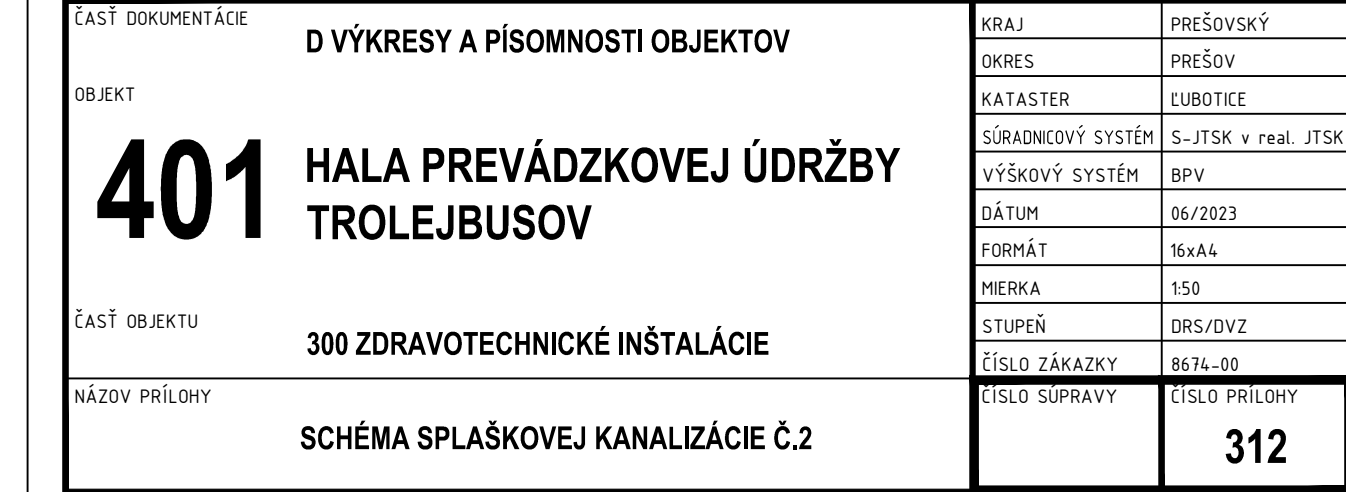 ČASŤ DOKUMENTÁCIE
D VÝKRESY A PÍSOMNOSTI OBJEKTOV
OBJEKT
401 HALA PREVÁDZKOVEJ ÚDRŽBY
TROLEJBUSOV
ČASŤ OBJEKTU
300 ZDRAVOTECHNICKÉ INŠTALÁCIE
NÁZOV PRÍLOHY
SCHÉMA SPLAŠKOVEJ KANALIZÁCIE Č.2
KRAJ PREŠOVSKÝ
OKRES PREŠOV
KATASTER ĽUBOTICE
SÚRADNICOVÝ SYSTÉM S-JTSK v real. JTSK
VÝŠKOVÝ SYSTÉM BPV
DÁTUM 06/2023
FORMÁT 16xA4
MIERKA 1:50
STUPEŇ DRS/DVZ
ČÍSLO ZÁKAZKY 8674-00
ČÍSLO SÚPRAVY ČÍSLO PRÍLOHY
312